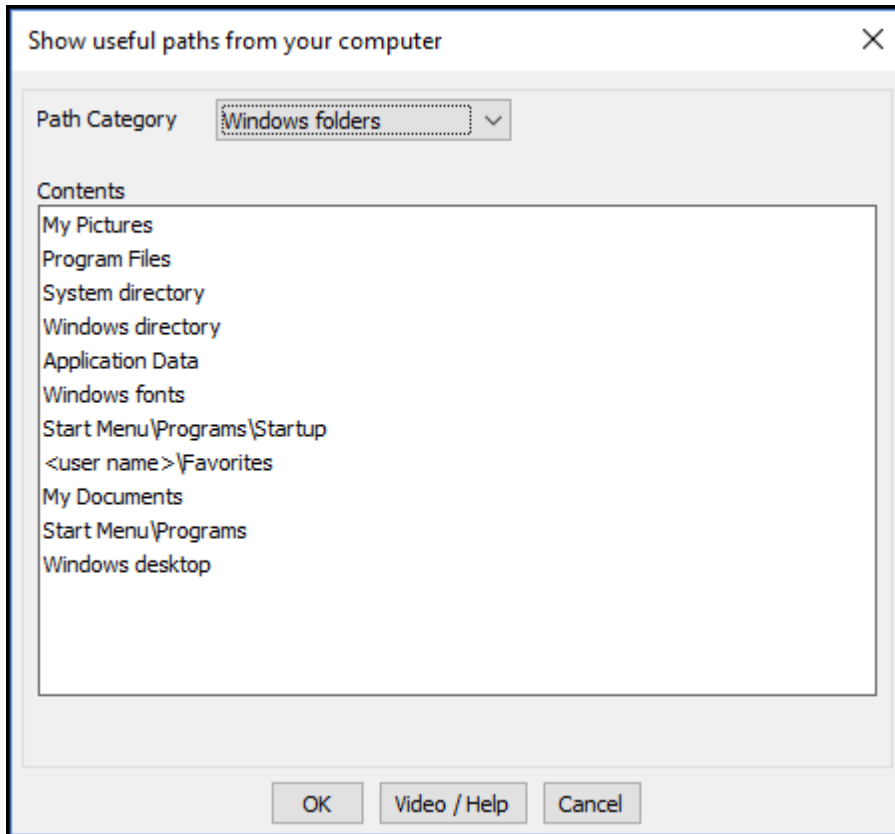 Show useful paths from your computer
Path Category Windows folders
Contents
My Pictures
Program Files
System directory
Windows directory
Application Data
Windows fonts
Start Menu\Programs\Startup
<user name>\Favorites
My Documents
Start Menu\Programs
Windows desktop
OK Video / Help Cancel